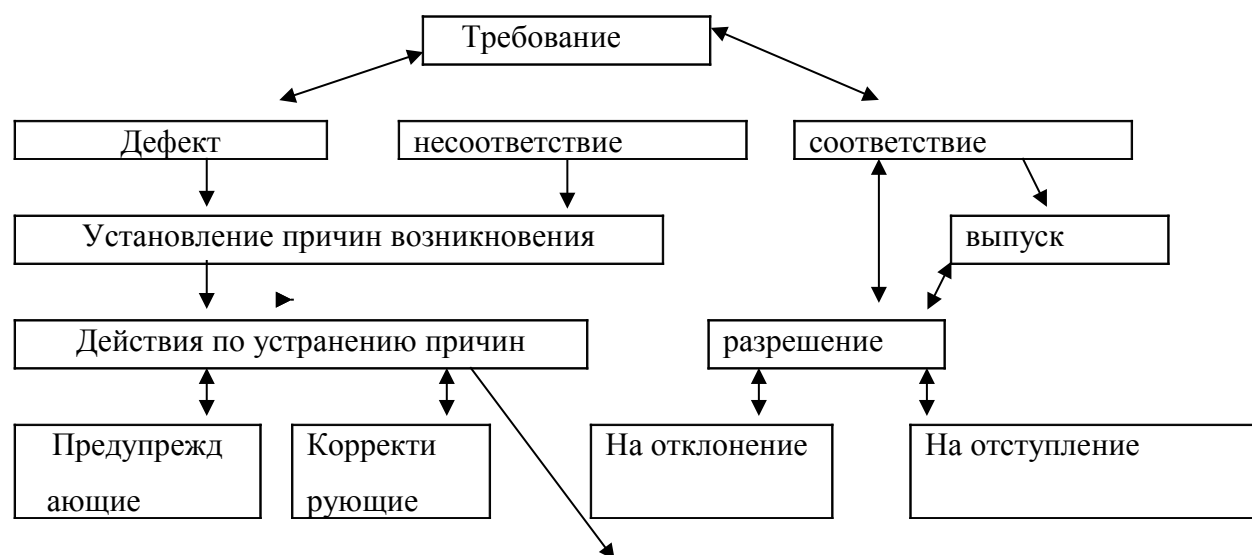 Требование
Дефект
несоответствие
соответствие
Установление причин возникновения
выпуск
Действия по устранению причин
разрешение
Предупрежд
ающие
Корректи
рующие
На отклонение
На отступление